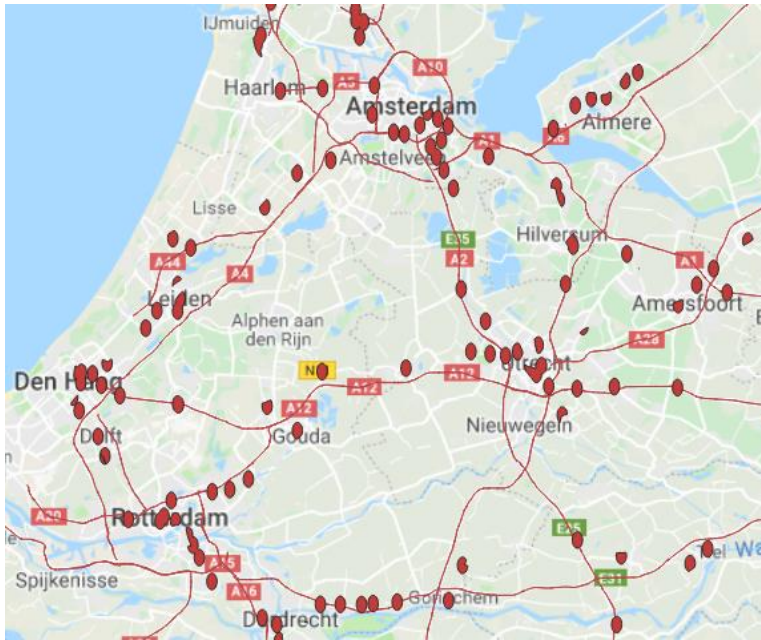 IJmuiden
A10
A5
Haarlem
Amsterdam
Almere
A1
A6
Amstelveen
Lisse
Hilversum
E35
A2
A44
A4
A1
Leiden
Amersfoort
Alphen aan
den Rijn
A28
Utrecht
Den Haag
A12
A12
A12
Nieuwegein
Delft
Gouda
A20
Rotterdam
E25
Tiel
Wa
A15
E31
Spijkenisse
A16
Gorinchem
Dordrecht